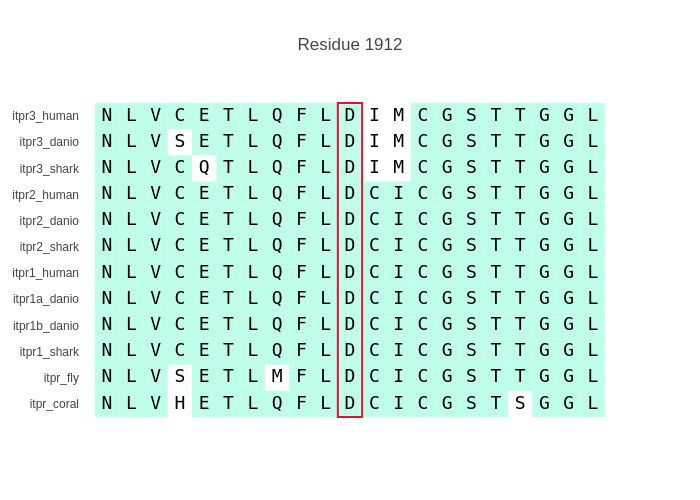 Residue 1912
itpr3_human N L V C E T L Q F L D I M C G S T T G G L
itpr3_danio N L V S E T L Q F L D I M C G S T T G G L
itpr3_shark N L V C Q T L Q F L D I M C G S T T G G L
itpr2_human N L V C E T L Q F L D C I C G S T T G G L
itpr2_danio N L V C E T L Q F L D C I C G S T T G G L
itpr2_shark N L V C E T L Q F L D C I C G S T T G G L
itpr1_human N L V C E T L Q F L D C I C G S T T G G L
itpr1a_danio N L V C E T L Q F L D C I C G S T T G G L
itpr1b_danio N L V C E T L Q F L D C I C G S T T G G L
itpr1_shark N L V C E T L Q F L D C I C G S T T G G L
itpr_fly N L V S E T L M F L D C I C G S T T G G L
itpr_coral N L V H E T L Q F L D C I C G S T S G G L